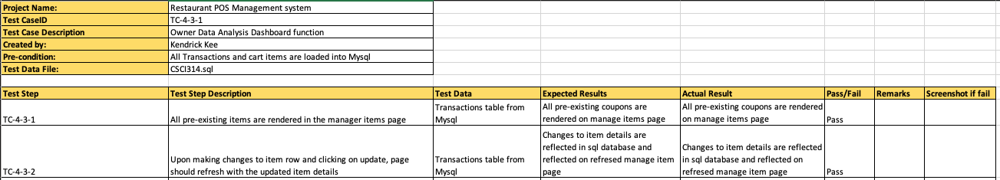 Project Name: Restaurant POS Management system
Test CaseID TC-4-3-1
Test Case Description Owner Data Analysis Dashboard function
Created by: Kendrick Kee
Pre-condition: All Transactions and cart items are loaded into Mysql
Test Data File: CSCI314.sql
Test Step Test Step Description Test Data Expected Results Actual Result Pass/Fail Remarks Screenshot if fail
TC-4-3-1
All pre-existing items are rendered in the manager items page
Transactions table from
Mysql
All pre-existing coupons are
rendered on manage items page
All pre-existing coupons are rendered
on manage items page
Pass
TC-4-3-2
Upon making changes to item row and clicking on update, page
should refresh with the updated item details
Transactions table from
Mysql
Changes to item details are
reflected in sql database and
reflected on refresed manage item
page
Changes to item details are reflected
in sql database and reflected on
refresed manage item page
Pass